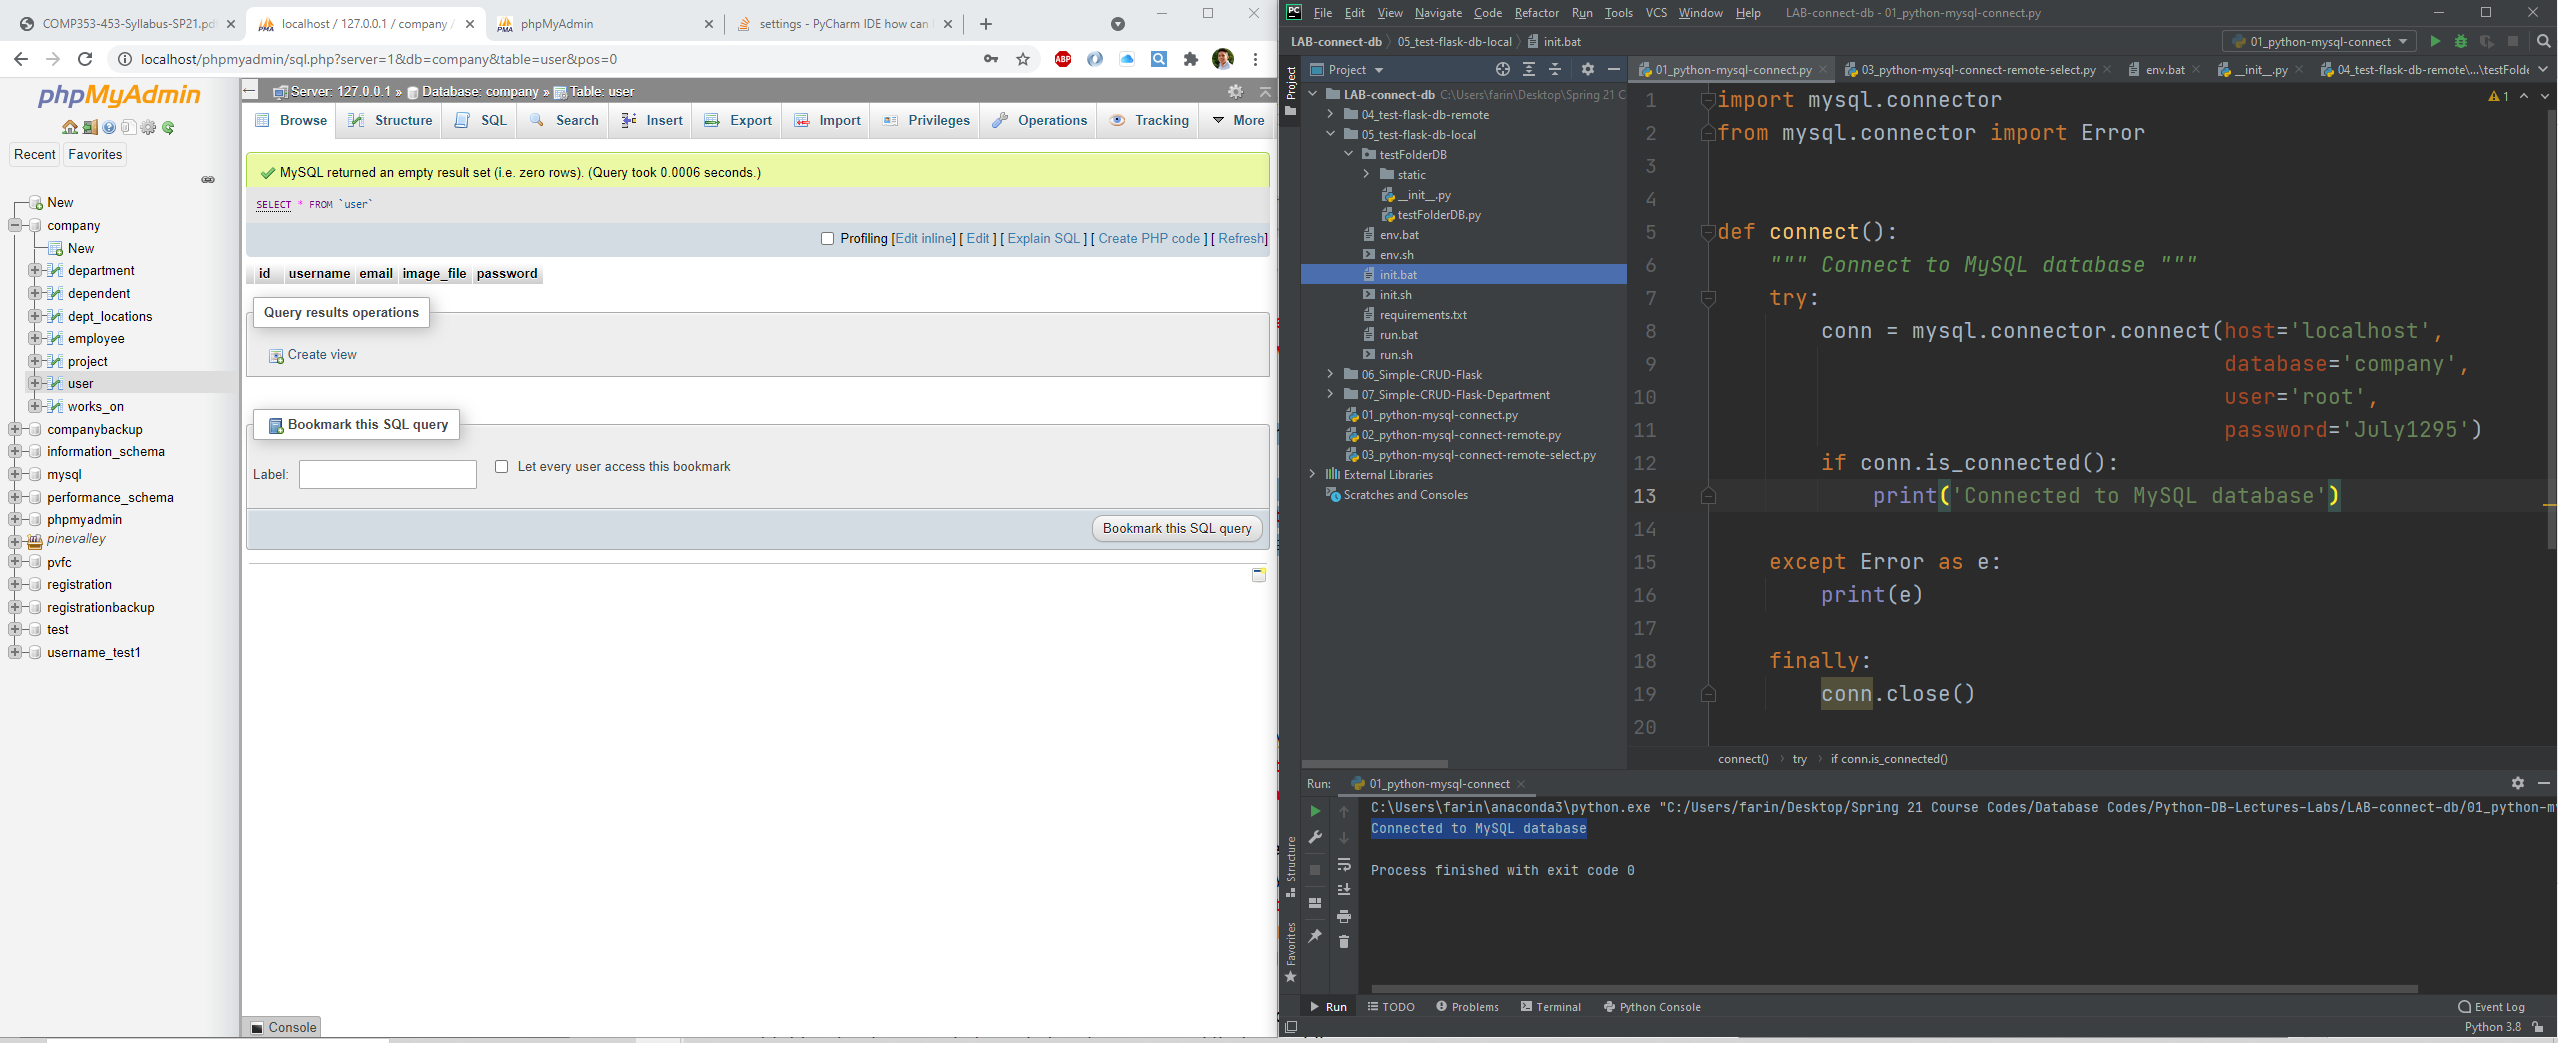 COMP353-453-Syllabus-SP21.pd
localhost / 127.0.0.1 / company /
phpMyAdmin
settings - PyCharm IDE how can
localhost/phpmyadmin/sql.php?server=1&db=company&table=user&pos=0
ABP
phpMyAdmin
Recent
Favorites
New
company
New
department
dependent
dept_locations
employee
project
user
works_on
companybackup
information_schema
mysql
performance_schema
phpmyadmin
pinevalley
pvfc
registration
registrationbackup
test
username_test1
Server: 127.0.0.1 » Database: company » Table: user
Browse
Structure
SQL
Search
Insert
Export
Import
Privileges
Operations
Tracking
More
MySQL returned an empty result set (i.e. zero rows). (Query took 0.0006 seconds.)
SELECT * FROM `user`
Profiling [Edit inline] [ Edit ] [ Explain SQL ] [ Create PHP code ] [ Refresh]
id username email image_file password
Query results operations
Create view
Bookmark this SQL query
Label:
Let every user access this bookmark
Bookmark this SQL query
Console
PC File Edit View Navigate Code Refactor Run Tools VCS Window Help LAB-connect-db - 01_python-mysql-connect.py
LAB-connect-db 05_test-flask-db-local init.bat
01_python-mysql-connect
Project
Project
01_python-mysql-connect.py
03_python-mysql-connect-remote-select.py
env.bat
__init__.py
04_test-flask-db-remote\...\testFolde
LAB-connect-db C:\Users\farin\Desktop\Spring 21 C
04_test-flask-db-remote
05_test-flask-db-local
testFolderDB
static
__init__.py
testFolderDB.py
env.bat
env.sh
init.bat
init.sh
requirements.txt
run.bat
run.sh
06_Simple-CRUD-Flask
07_Simple-CRUD-Flask-Department
01_python-mysql-connect.py
02_python-mysql-connect-remote.py
03_python-mysql-connect-remote-select.py
External Libraries
Scratches and Consoles
1
1 import mysql.connector
2 from mysql.connector import Error
3
4
5 def connect():
6 """ Connect to MySQL database """
7 try:
8 conn = mysql.connector.connect(host='localhost',
9 database='company',
10 user='root',
11 password='July1295')
12 if conn.is_connected():
13 print('Connected to MySQL database')
14
15 except Error as e:
16 print(e)
17
18 finally:
19 conn.close()
20
connect() try if conn.is_connected()
Run: 01_python-mysql-connect
C:\Users\farin\anaconda3\python.exe "C:/Users/farin/Desktop/Spring 21 Course Codes/Database Codes/Python-DB-Lectures-Labs/LAB-connect-db/01_python-my
Connected to MySQL database
Process finished with exit code 0
Structure
Favorites
Run
TODO
Problems
Terminal
Python Console
Event Log
Python 3.8